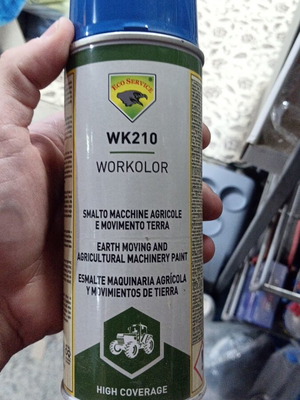 ECO SERVICE
WK210
WORKOLOR
SMALTO MACCHINE AGRICOLE
E MOVIMENTO TERRA
EARTH MOVING AND
AGRICULTURAL MACHINERY PAINT
ESMALTE MAQUINARIA AGRÍCOLA
Y MOVIMIENTOS DE TIERRA
HIGH COVERAGE